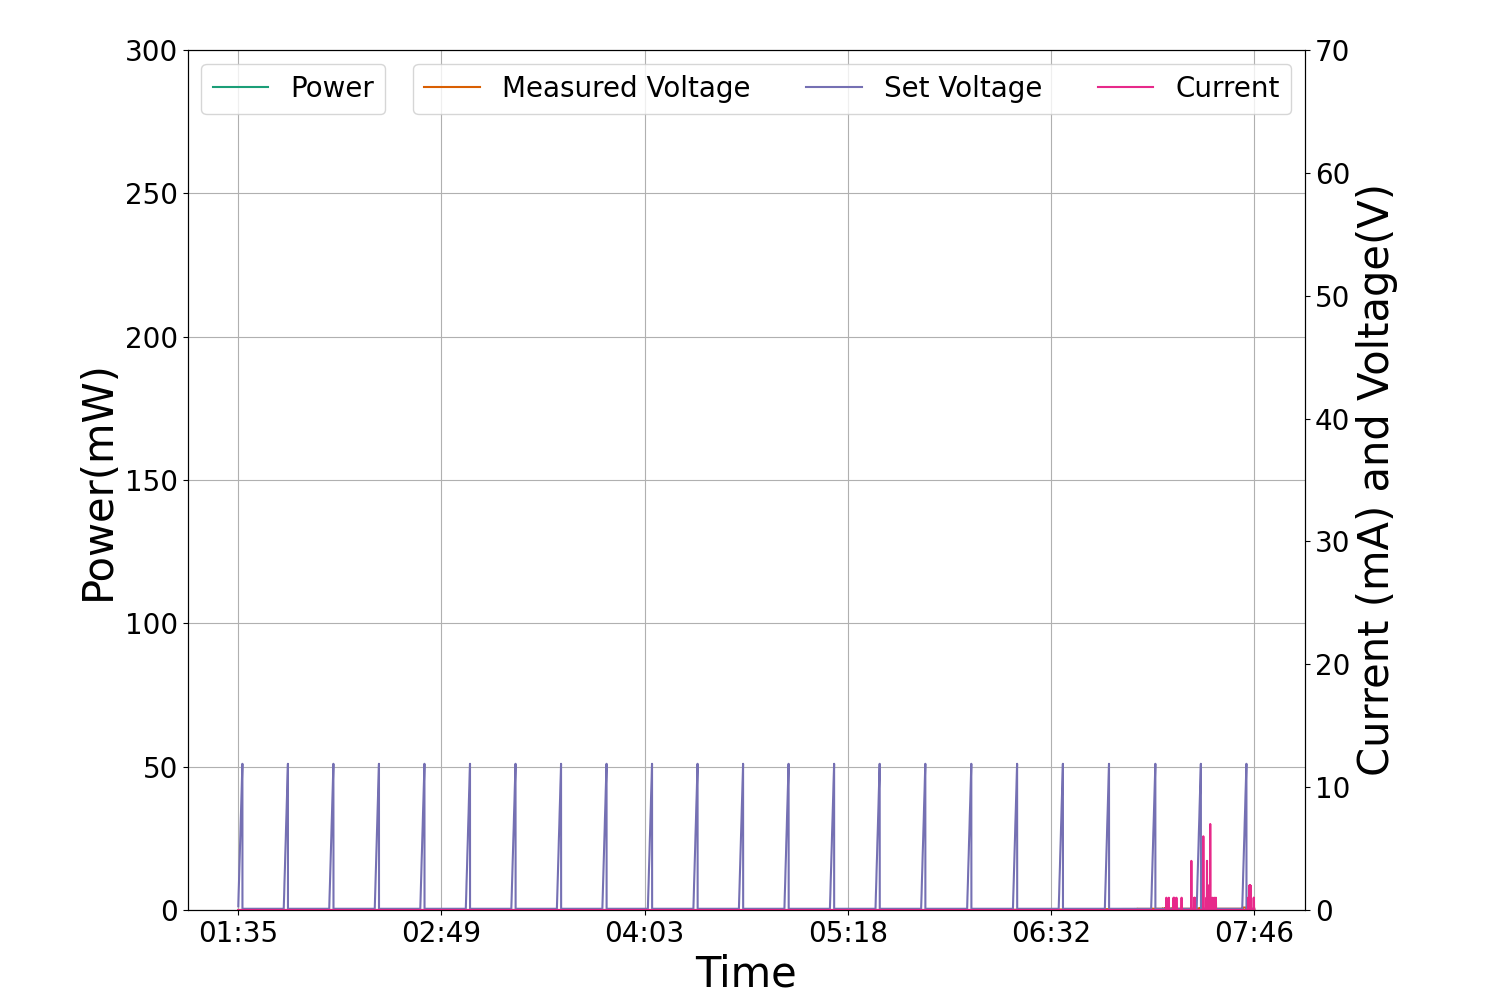 Power
Measured Voltage
Set Voltage
Current
300
250
200
150
100
50
0
Power(mW)
70
60
50
40
30
20
10
0
Current (mA) and Voltage(V)
01:35 02:49 04:03 05:18 06:32 07:46
Time